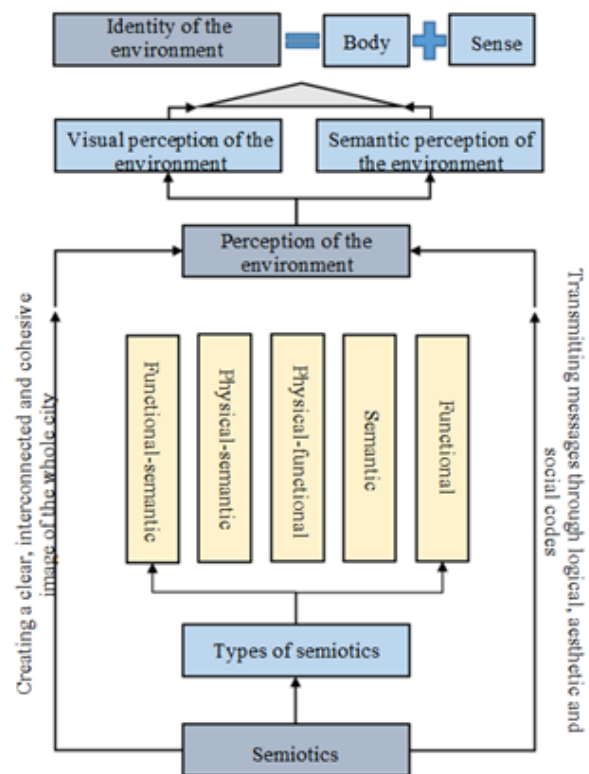 Identity of the
the environment
Body
Sense
Visual perception of the
environment
Semantic perception of
the environment
Perception of the
environment
Creating a clear, interconnected and cohesive
image of the whole city
Functional-semantic
Physical-semantic
Physical-functional
Semantic
Functional
Transmitting messages through logical, aesthetic and
social codes
Types of semiotics
Semiotics